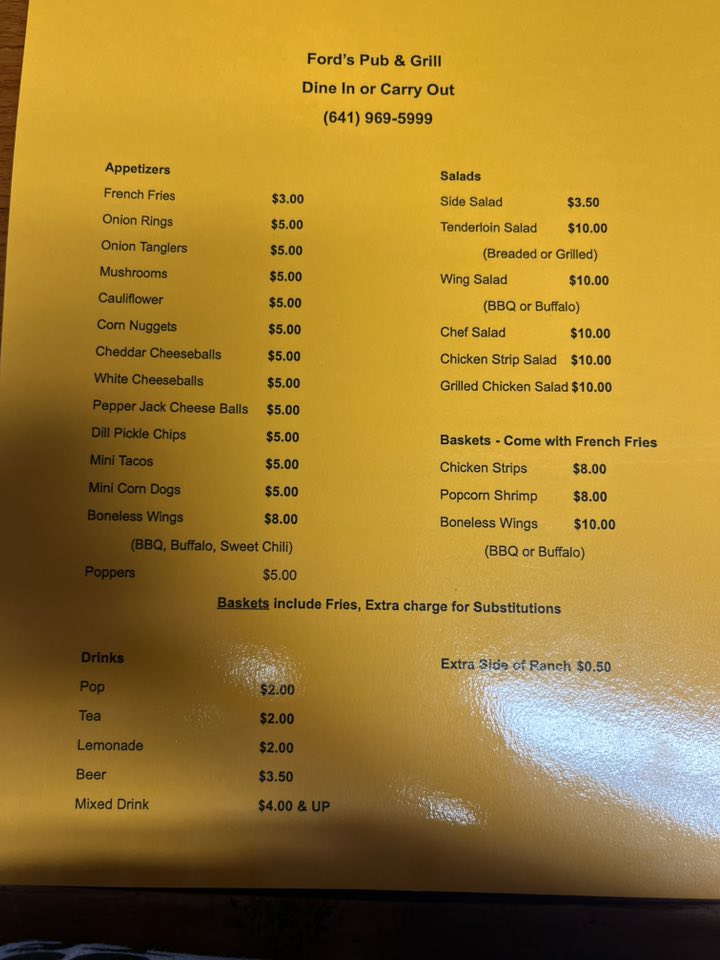 Ford's Pub & Grill
Dine In or Carry Out
(641) 969-5999
Appetizers
French Fries $3.00
Onion Rings $5.00
Onion Tanglers $5.00
Mushrooms $5.00
Cauliflower $5.00
Corn Nuggets $5.00
Cheddar Cheeseballs $5.00
White Cheeseballs $5.00
Pepper Jack Cheese Balls $5.00
Dill Pickle Chips $5.00
Mini Tacos $5.00
Mini Corn Dogs $5.00
Boneless Wings $8.00
(BBQ, Buffalo, Sweet Chili)
Poppers $5.00
Salads
Side Salad $3.50
Tenderloin Salad $10.00
(Breaded or Grilled)
Wing Salad $10.00
(BBQ or Buffalo)
Chef Salad $10.00
Chicken Strip Salad $10.00
Grilled Chicken Salad $10.00
Baskets - Come with French Fries
Chicken Strips $8.00
Popcorn Shrimp $8.00
Boneless Wings $10.00
(BBQ or Buffalo)
Baskets include Fries, Extra charge for Substitutions
Drinks
Pop $2.00
Tea $2.00
Lemonade $2.00
Beer $3.50
Mixed Drink $4.00 & UP
Extra Side of Ranch $0.50